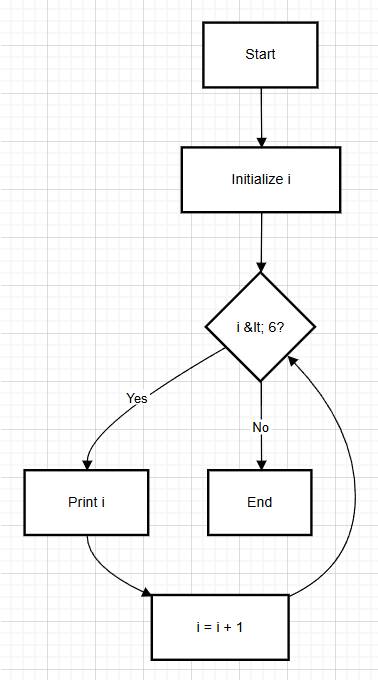 Start
Initialize i
i &lt; 6?
Yes
No
Print i
End
i = i + 1